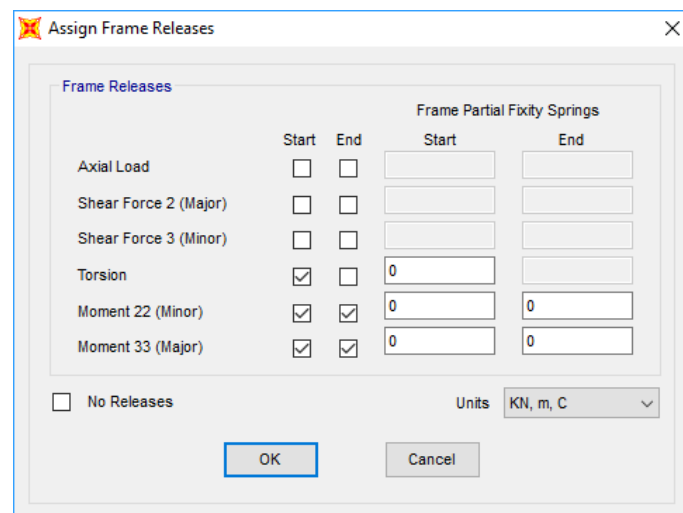 Assign Frame Releases
Frame Releases
Frame Partial Fixity Springs
Start End Start End
Axial Load
Shear Force 2 (Major)
Shear Force 3 (Minor)
Torsion 0
Moment 22 (Minor) 0 0
Moment 33 (Major) 0 0
No Releases Units KN, m, C
OK Cancel